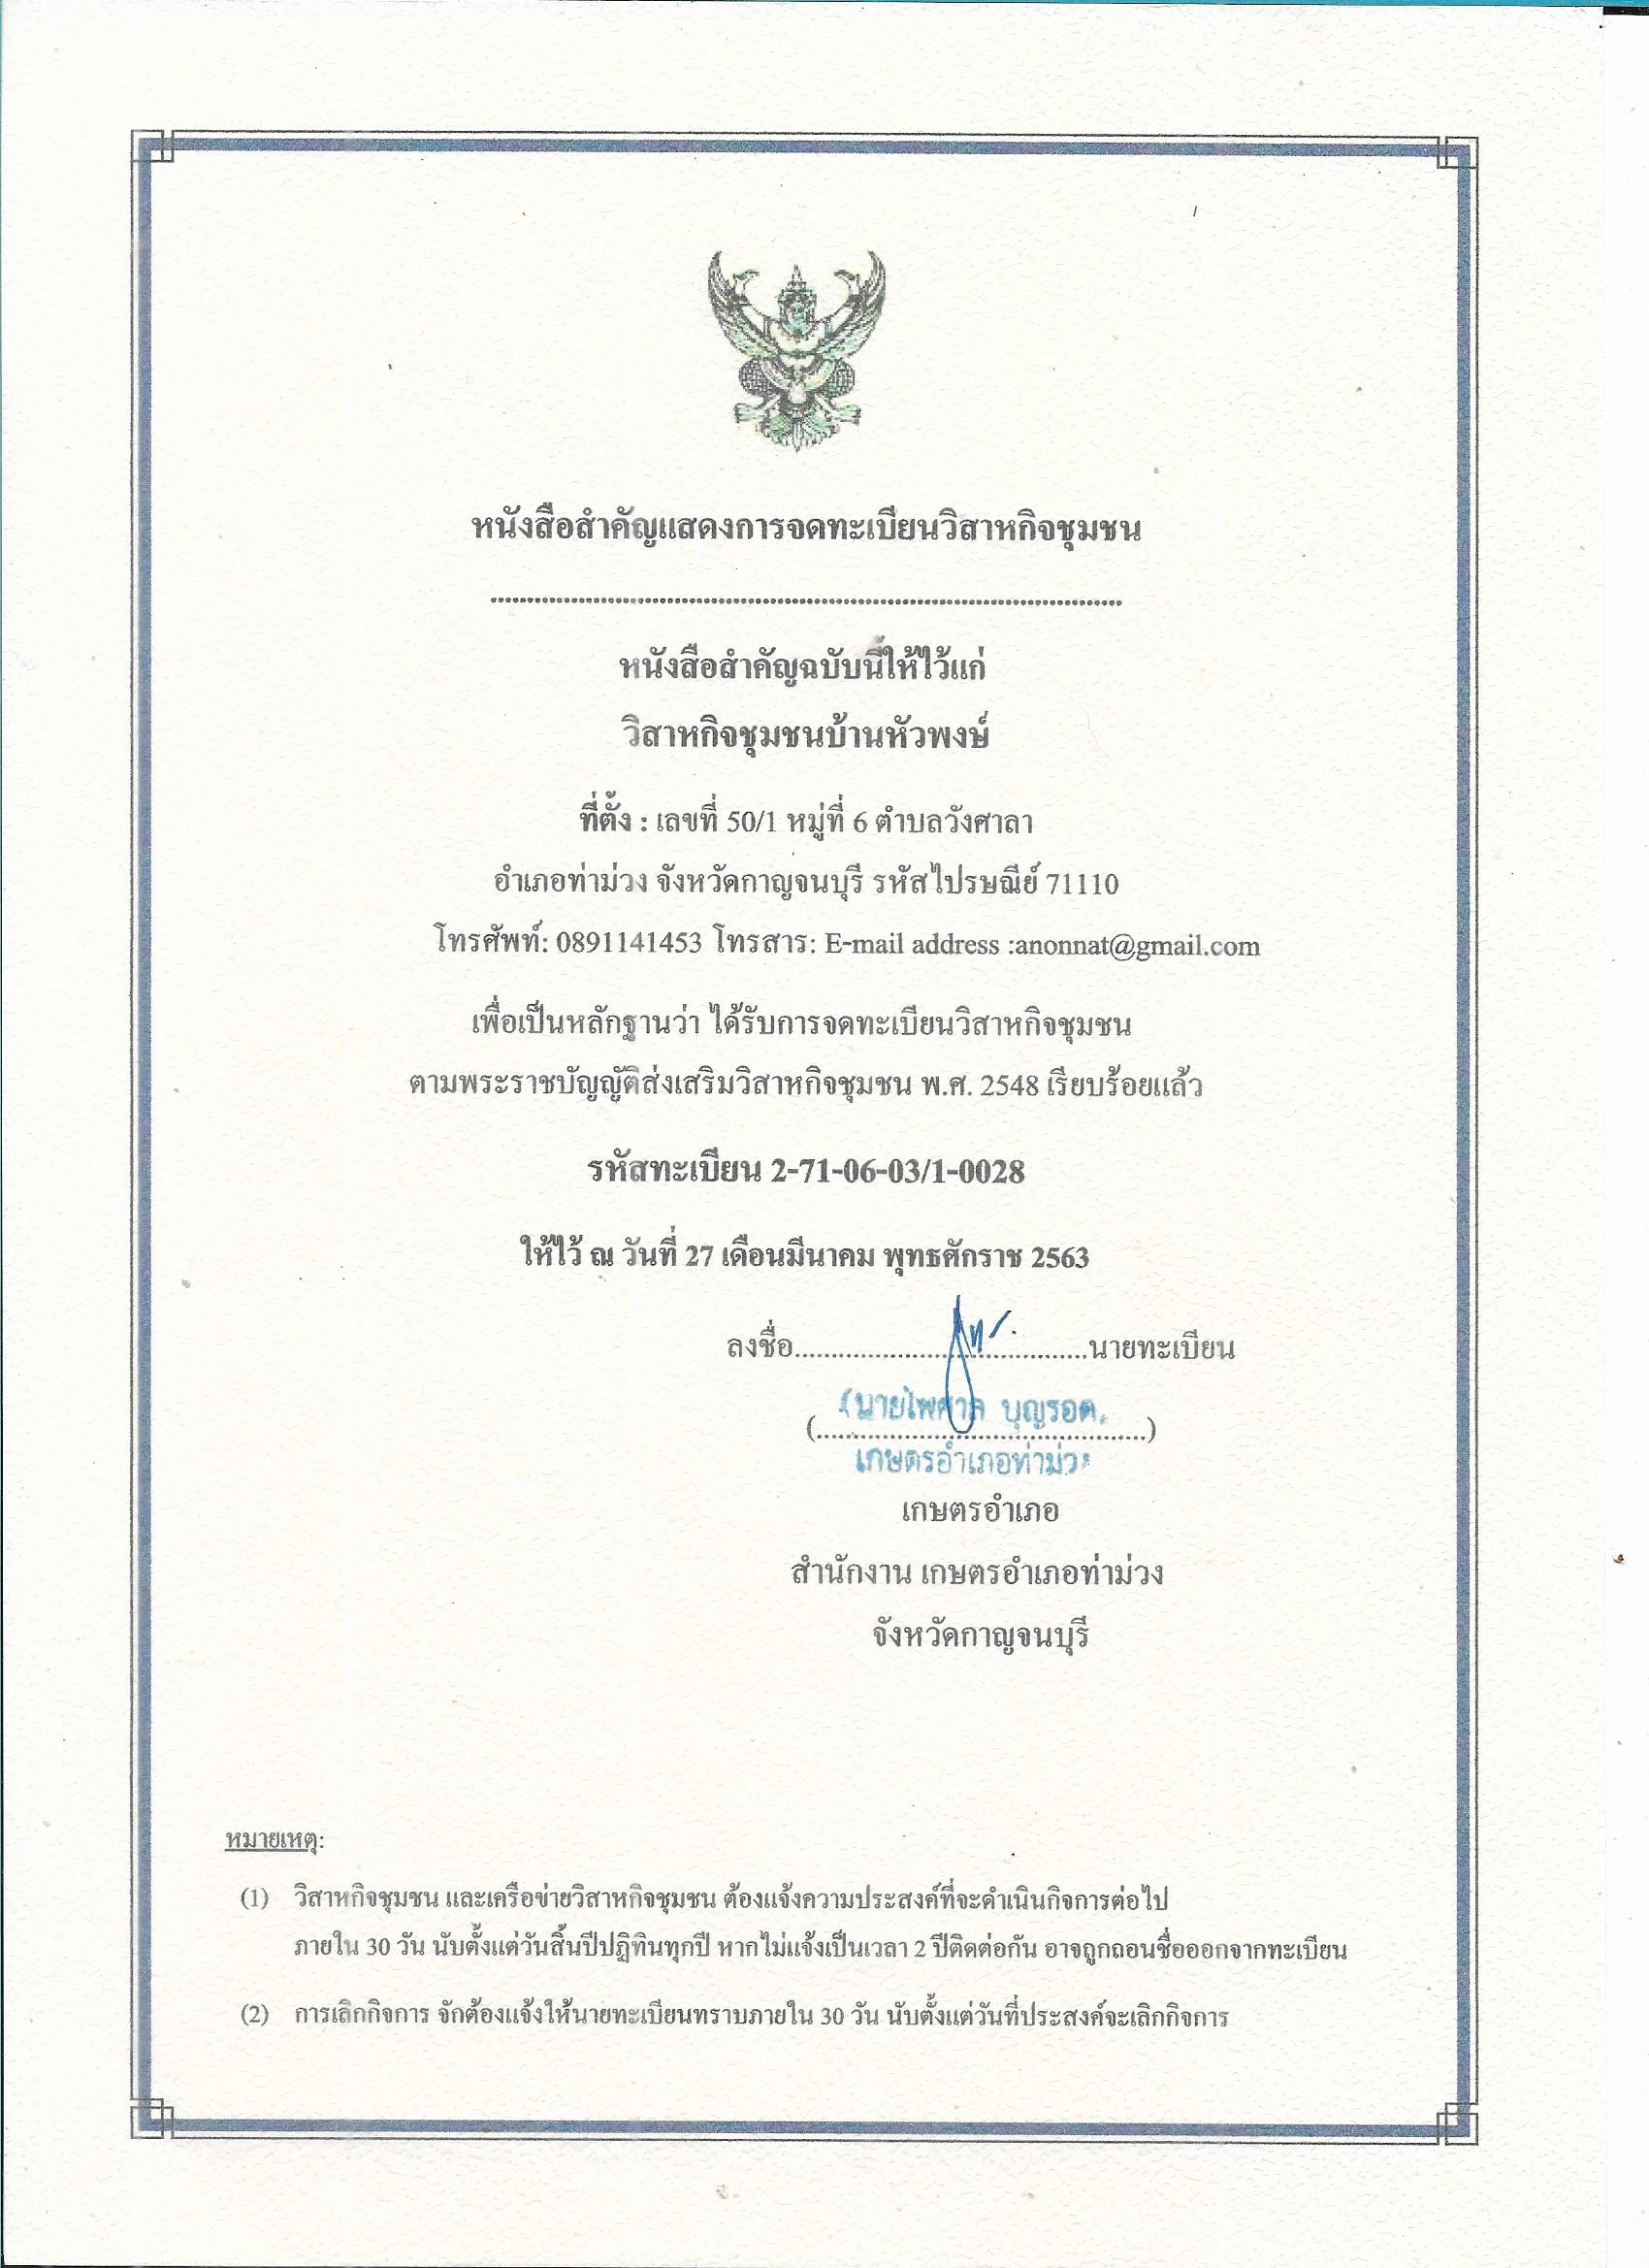 หนังสือสำคัญแสดงการจดทะเบียนวิสาหกิจชุมชน
หนังสือสำคัญฉบับนี้ให้ไว้แก่
วิสาหกิจชุมชนบ้านหัวพงษ์
ที่ตั้ง : เลขที่ 50/1 หมู่ที่ 6 ตำบลวังศาลา
อำเภอท่าม่วง จังหวัดกาญจนบุรี รหัสไปรษณีย์ 71110
โทรศัพท์: 0891141453 โทรสาร: E-mail address :anonnat@gmail.com
เพื่อเป็นหลักฐานว่า ได้รับการจดทะเบียนวิสาหกิจชุมชน
ตามพระราชบัญญัติส่งเสริมวิสาหกิจชุมชน พ.ศ. 2548 เรียบร้อยแล้ว
รหัสทะเบียน 2-71-06-03/1-0028
ให้ไว้ ณ วันที่ 27 เดือนมีนาคม พุทธศักราช 2563
ลงชื่อ........................................นายทะเบียน
(นายไพศาล บุญรอด)
เกษตรอำเภอท่าม่วง
เกษตรอำเภอ
สำนักงาน เกษตรอำเภอท่าม่วง
จังหวัดกาญจนบุรี
หมายเหตุ:
(1) วิสาหกิจชุมชน และเครือข่ายวิสาหกิจชุมชน ต้องแจ้งความประสงค์ที่จะดำเนินกิจการต่อไป
ภายใน 30 วัน นับตั้งแต่วันสิ้นปีปฏิทินทุกปี หากไม่แจ้งเป็นเวลา 2 ปีติดต่อกัน อาจถูกถอนชื่อออกจากทะเบียน
(2) การเลิกกิจการ จักต้องแจ้งให้นายทะเบียนทราบภายใน 30 วัน นับตั้งแต่วันที่ประสงค์จะเลิกกิจการ